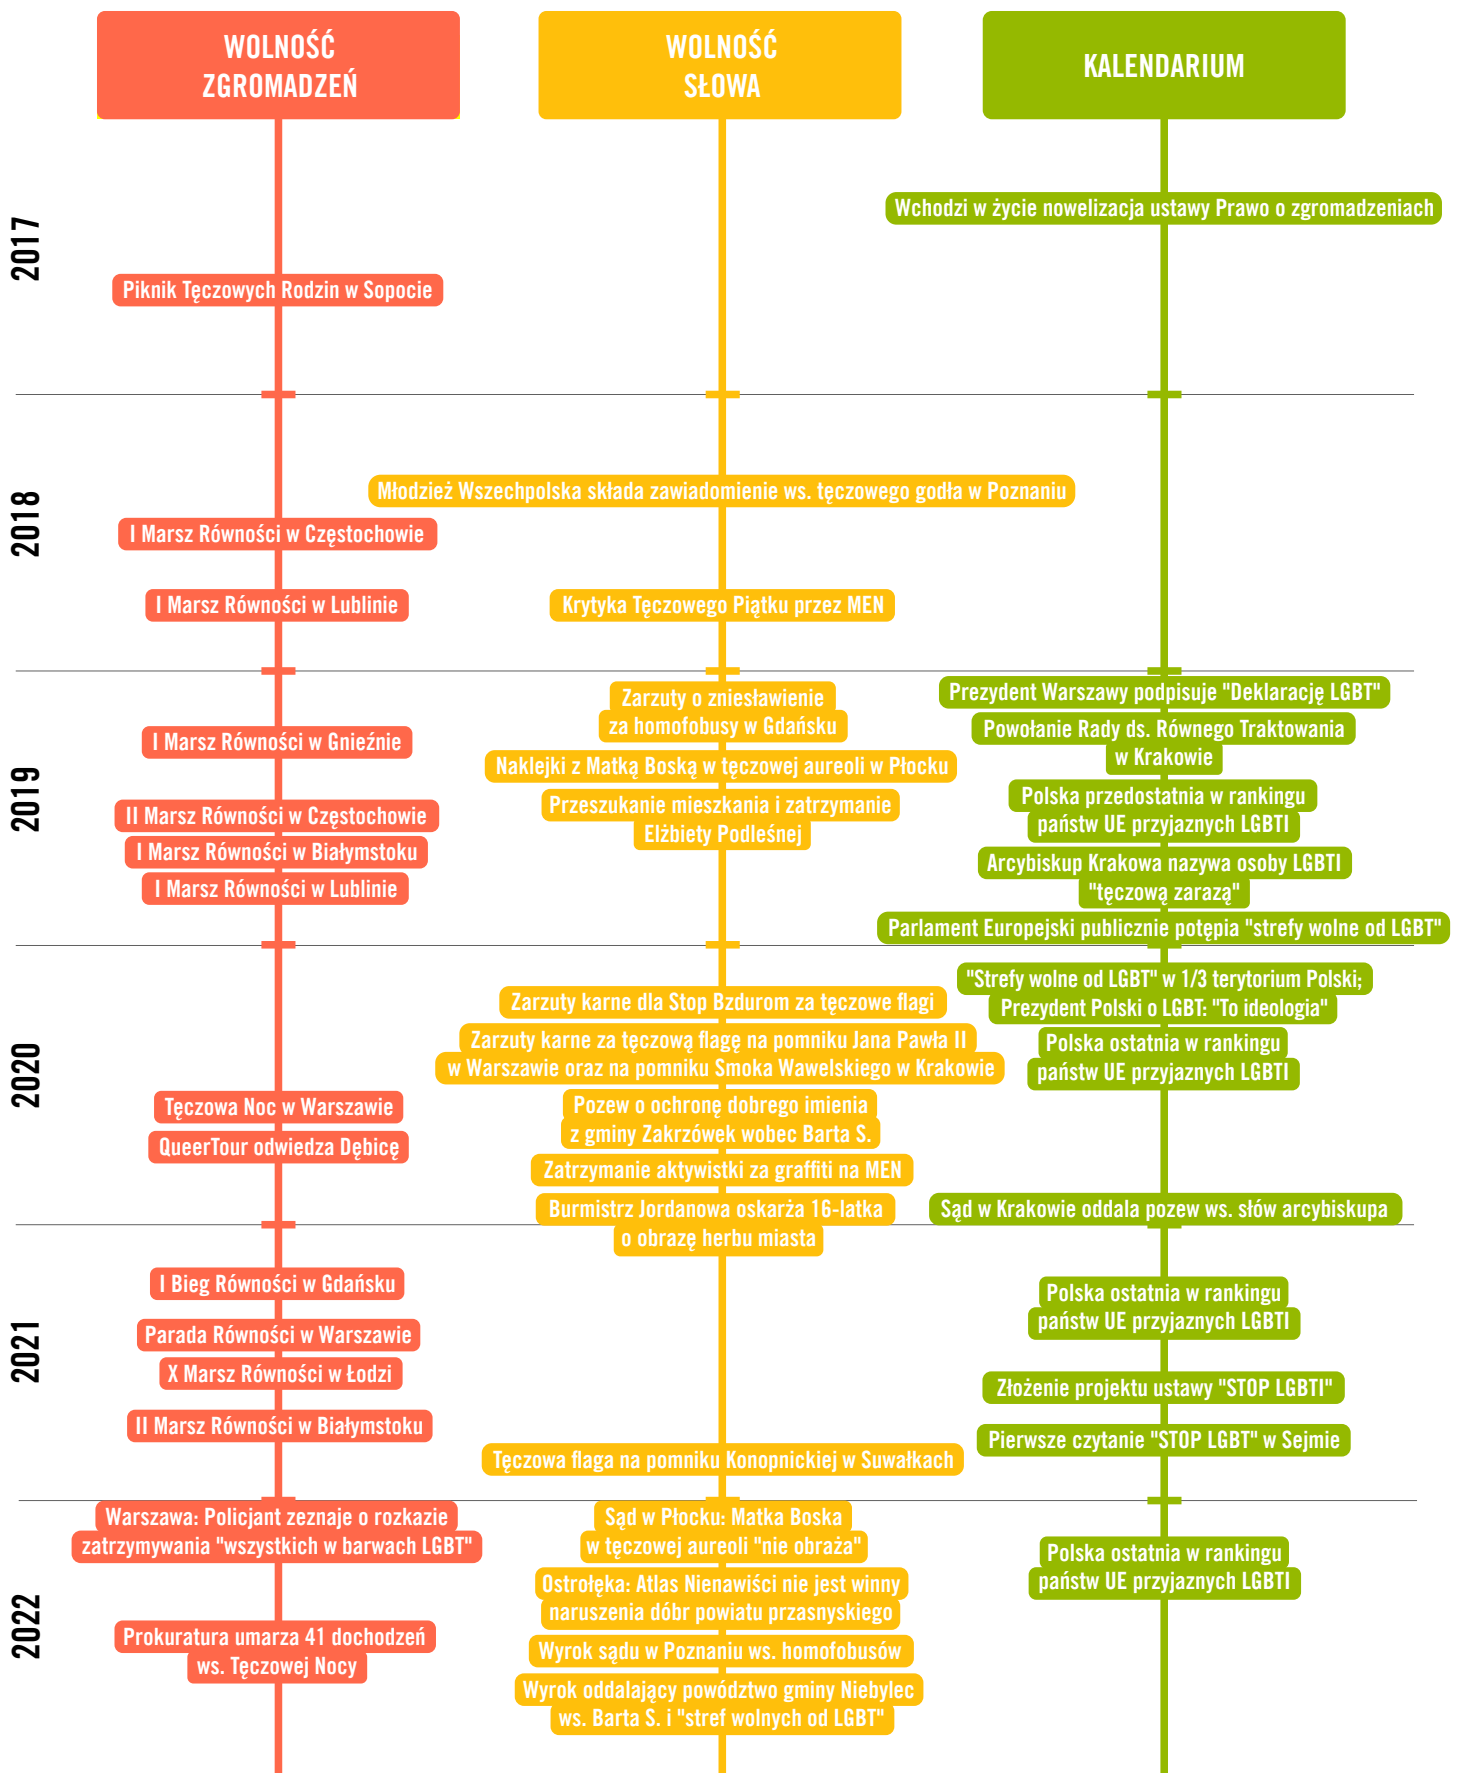 WOLNOŚĆ
ZGROMADZEŃ
WOLNOŚĆ
SŁOWA
KALENDARIUM
2017
Wchodzi w życie nowelizacja ustawy Prawo o zgromadzeniach
Piknik Tęczowych Rodzin w Sopocie
2018
Młodzież Wszechpolska składa zawiadomienie ws. tęczowego godła w Poznaniu
I Marsz Równości w Częstochowie
I Marsz Równości w Lublinie
Krytyka Tęczowego Piątku przez MEN
2019
I Marsz Równości w Gnieźnie
II Marsz Równości w Częstochowie
I Marsz Równości w Białymstoku
I Marsz Równości w Lublinie
Zarzuty o zniesławienie
za homofobusy w Gdańsku
Naklejki z Matką Boską w tęczowej aureoli w Płocku
Przeszukanie mieszkania i zatrzymanie
Elżbiety Podleśnej
Prezydent Warszawy podpisuje "Deklarację LGBT"
Powołanie Rady ds. Równego Traktowania
w Krakowie
Polska przedostatnia w rankingu
państw UE przyjaznych LGBTI
Arcybiskup Krakowa nazywa osoby LGBTI
"tęczową zarazą"
Parlament Europejski publicznie potępia "strefy wolne od LGBT"
2020
Tęczowa Noc w Warszawie
QueerTour odwiedza Dębicę
Zarzuty karne dla Stop Bzdurom za tęczowe flagi
Zarzuty karne za tęczową flagę na pomniku Jana Pawła II
w Warszawie oraz na pomniku Smoka Wawelskiego w Krakowie
Pozew o ochronę dobrego imienia
z gminy Zakrzówek wobec Barta S.
Zatrzymanie aktywistki za graffiti na MEN
Burmistrz Jordanowa oskarża 16-latka
o obrazę herbu miasta
"Strefy wolne od LGBT" w 1/3 terytorium Polski;
Prezydent Polski o LGBT: "To ideologia"
Polska ostatnia w rankingu
państw UE przyjaznych LGBTI
Sąd w Krakowie oddala pozew ws. słów arcybiskupa
2021
I Bieg Równości w Gdańsku
Parada Równości w Warszawie
X Marsz Równości w Łodzi
II Marsz Równości w Białymstoku
Tęczowa flaga na pomniku Konopnickiej w Suwałkach
Polska ostatnia w rankingu
państw UE przyjaznych LGBTI
Złożenie projektu ustawy "STOP LGBTI"
Pierwsze czytanie "STOP LGBT" w Sejmie
2022
Warszawa: Policjant zeznaje o rozkazie
zatrzymywania "wszystkich w barwach LGBT"
Prokuratura umarza 41 dochodzeń
ws. Tęczowej Nocy
Sąd w Płocku: Matka Boska
w tęczowej aureoli "nie obraża"
Ostrołęka: Atlas Nienawiści nie jest winny
naruszenia dóbr powiatu przasnyskiego
Wyrok sądu w Poznaniu ws. homofobusów
Wyrok oddalający powództwo gminy Niebylec
ws. Barta S. i "stref wolnych od LGBT"
Polska ostatnia w rankingu
państw UE przyjaznych LGBTI